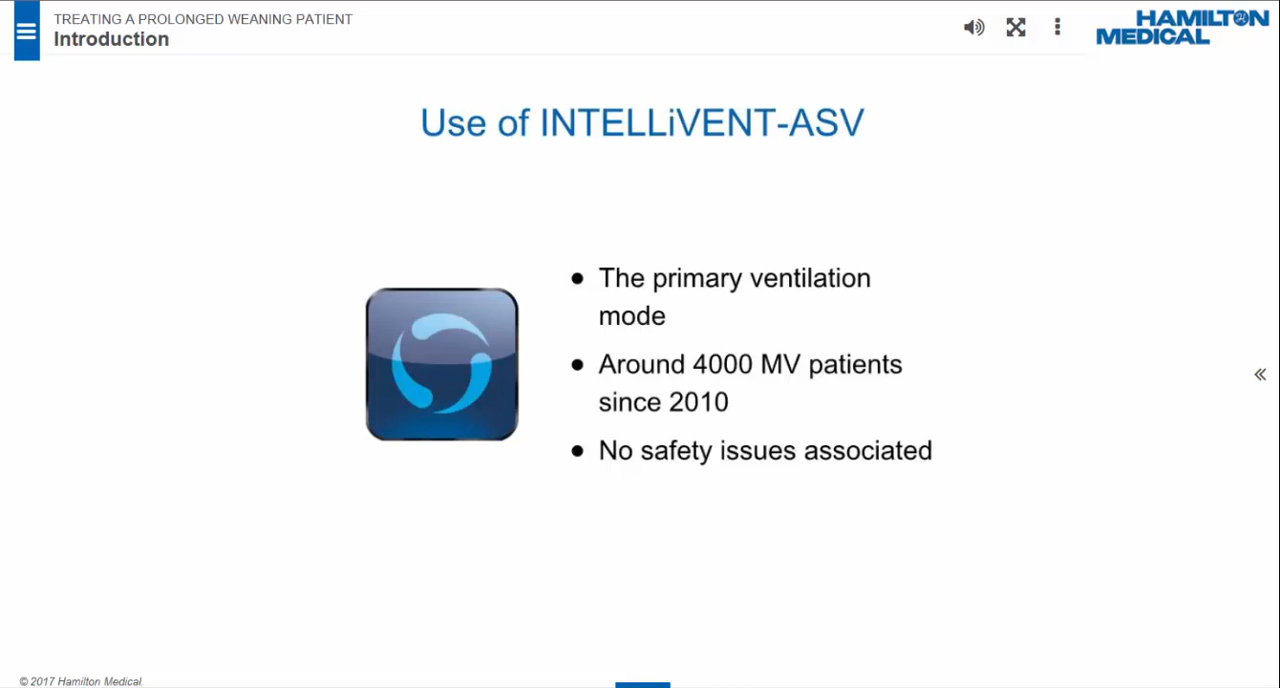 TREATING A PROLONGED WEANING PATIENT
Introduction
HAMILTON
MEDICAL
Use of INTELLiVENT-ASV
● The primary ventilation
mode
● Around 4000 MV patients
since 2010
● No safety issues associated
© 2017 Hamilton Medical.